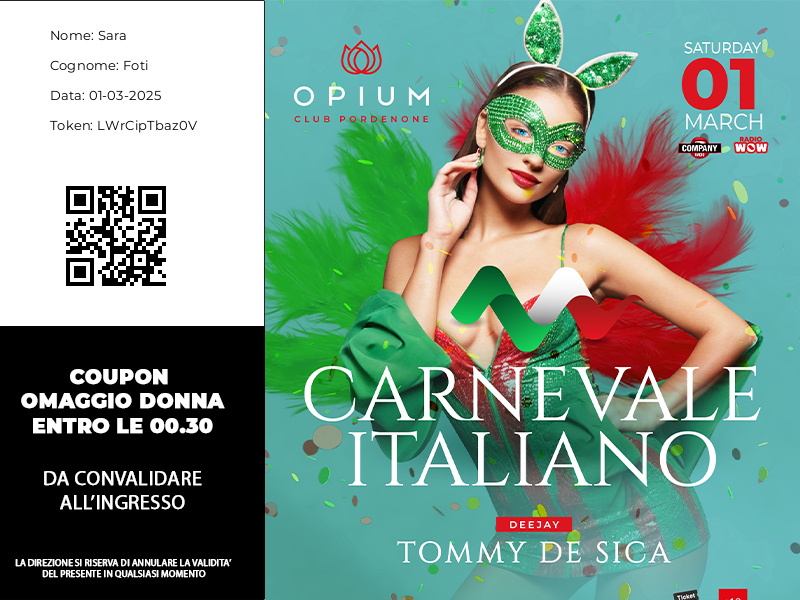 Nome: Sara
Cognome: Foti
Data: 01-03-2025
Token: LWrCipTbaz0V
COUPON
OMAGGIO DONNA
ENTRO LE 00.30
DA CONVALIDARE
ALL'INGRESSO
LA DIREZIONE SI RISERVA DI ANNULARE LA VALIDITA'
DEL PRESENTE IN QUALSIASI MOMENTO
OPIUM
CLUB PORDENONE
SATURDAY
01
MARCH
COMPANY
RADIO
WOW
CARNEVALE
ITALIANO
DEEJAY
TOMMY DE SICA
Ticket